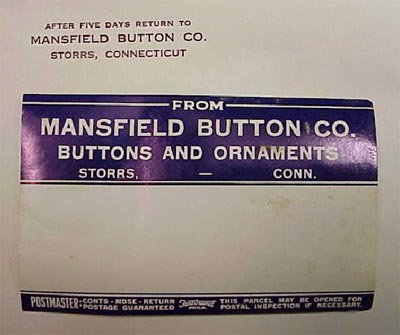 AFTER FIVE DAYS RETURN TO
MANSFIELD BUTTON CO.
STORRS, CONNECTICUT
FROM
MANSFIELD BUTTON CO.
BUTTONS AND ORNAMENTS
STORRS, — CONN.
POSTMASTER: CONTS - MDSE - RETURN POSTAGE GUARANTEED
PHILA.
THIS PARCEL MAY BE OPENED FOR POSTAL INSPECTION IF NECESSARY.